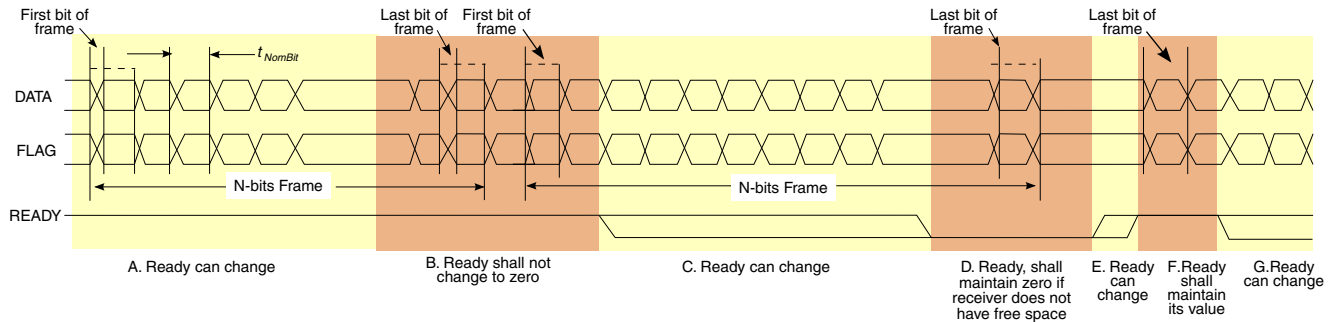 First bit of
frame
t NomBit
Last bit of
frame
First bit of
frame
Last bit of
frame
Last bit of
frame
DATA
FLAG
N-bits Frame
N-bits Frame
READY
A. Ready can change
B. Ready shall not
change to zero
C. Ready can change
D. Ready, shall
maintain zero if
receiver does not
have free space
E. Ready
can
change
F.Ready
shall
maintain
its value
G.Ready
can change